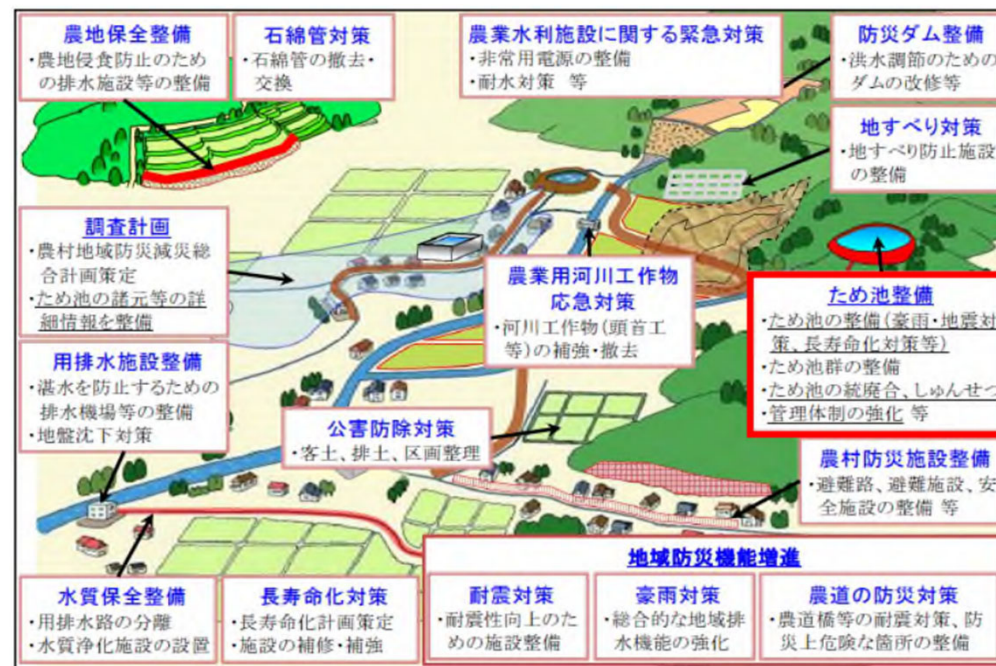 農地保全整備
・農地侵食防止のため
の排水施設等の整備
石綿管対策
・石綿管の撤去・
交換
農業水利施設に関する緊急対策
・非常用電源の整備
・耐水対策 等
防災ダム整備
・洪水調節のための
ダムの改修等
地すべり対策
・地すべり防止施設
の整備
調査計画
・農村地域防災減災総
合計画策定
・ため池の諸元等の詳
細情報を整備
農業用河川工作物
応急対策
・河川工作物(頭首工
等)の補強・撤去
ため池整備
・ため池の整備(豪雨・地震対
策、長寿命化対策等)
・ため池群の整備
・ため池の統廃合、しゅんせつ
・管理体制の強化 等
用排水施設整備
・湛水を防止するための
排水機場等の整備
・地盤沈下対策
公害防除対策
・客土、排土、区画整理
農村防災施設整備
・避難路、避難施設、安
全施設の整備 等
水質保全整備
・用排水路の分離
・水質浄化施設の設置
長寿命化対策
・長寿命化計画策定
・施設の補修・補強
地域防災機能増進
耐震対策
・耐震性向上のた
めの施設整備
豪雨対策
・総合的な地域排
水機能の強化
農道の防災対策
・農道橋等の耐震対策、防
災上危険な箇所の整備